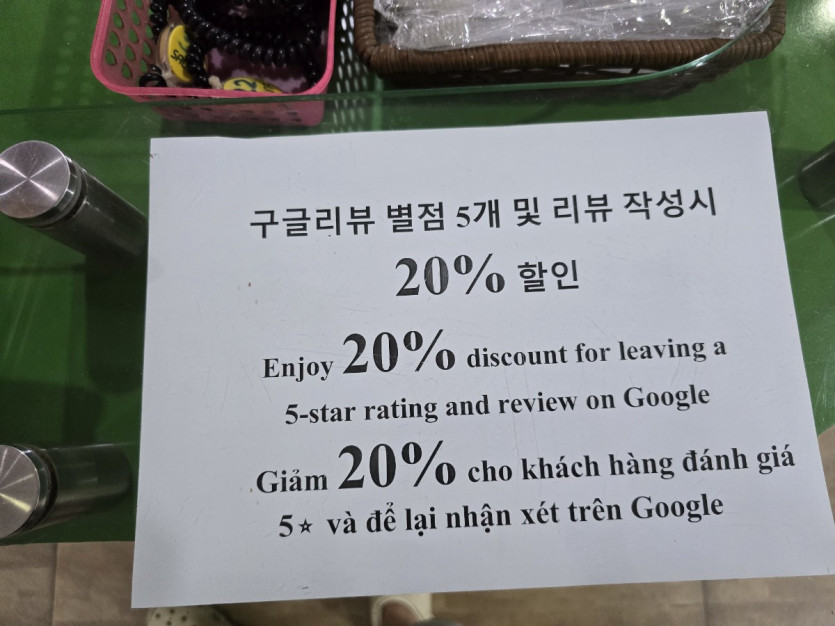 구글리뷰 별점 5개 및 리뷰 작성시
20% 할인
Enjoy 20% discount for leaving a
5-star rating and review on Google
Giảm 20% cho khách hàng đánh giá
5⭐ và để lại nhận xét trên Google